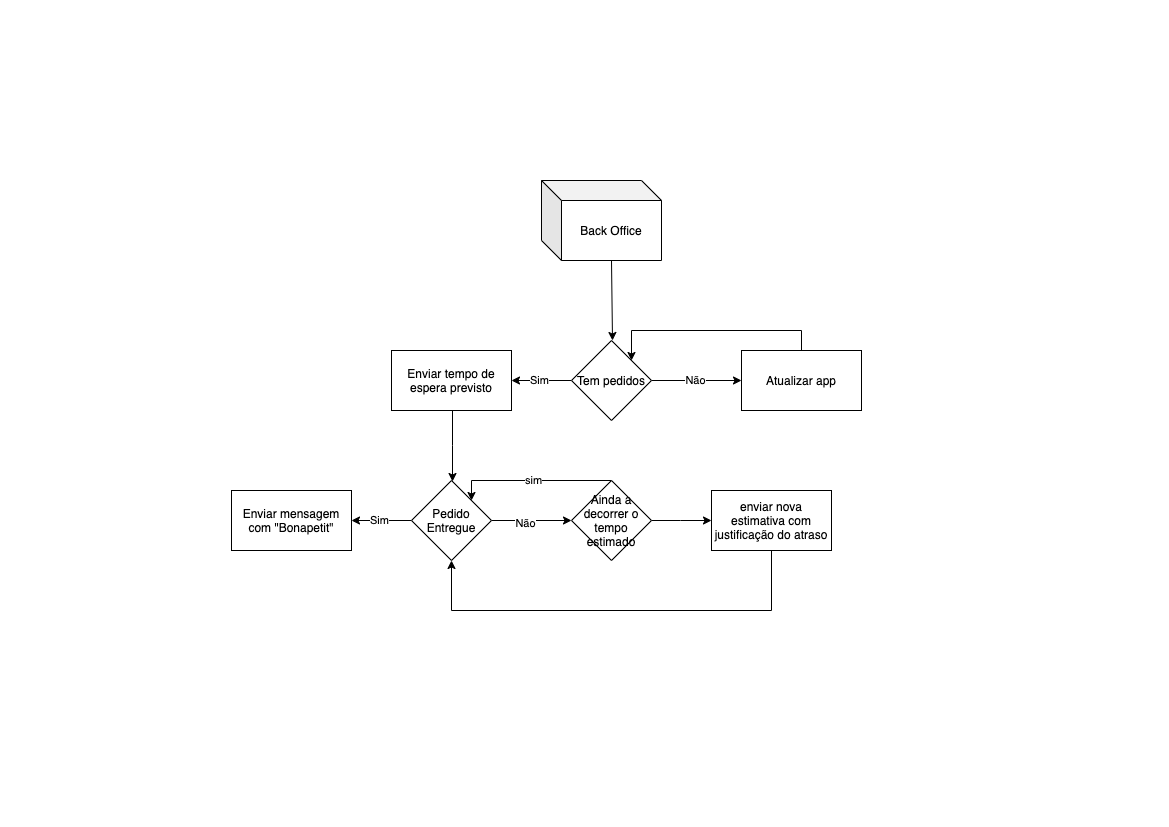 Back Office
Enviar tempo de
espera previsto
Sim
Tem pedidos
Não
Atualizar app
sim
Enviar mensagem
com "Bonapetit"
Sim
Pedido
Entregue
Não
Ainda a
decorrer o
tempo
estimado
enviar nova
estimativa com
justificação do atraso